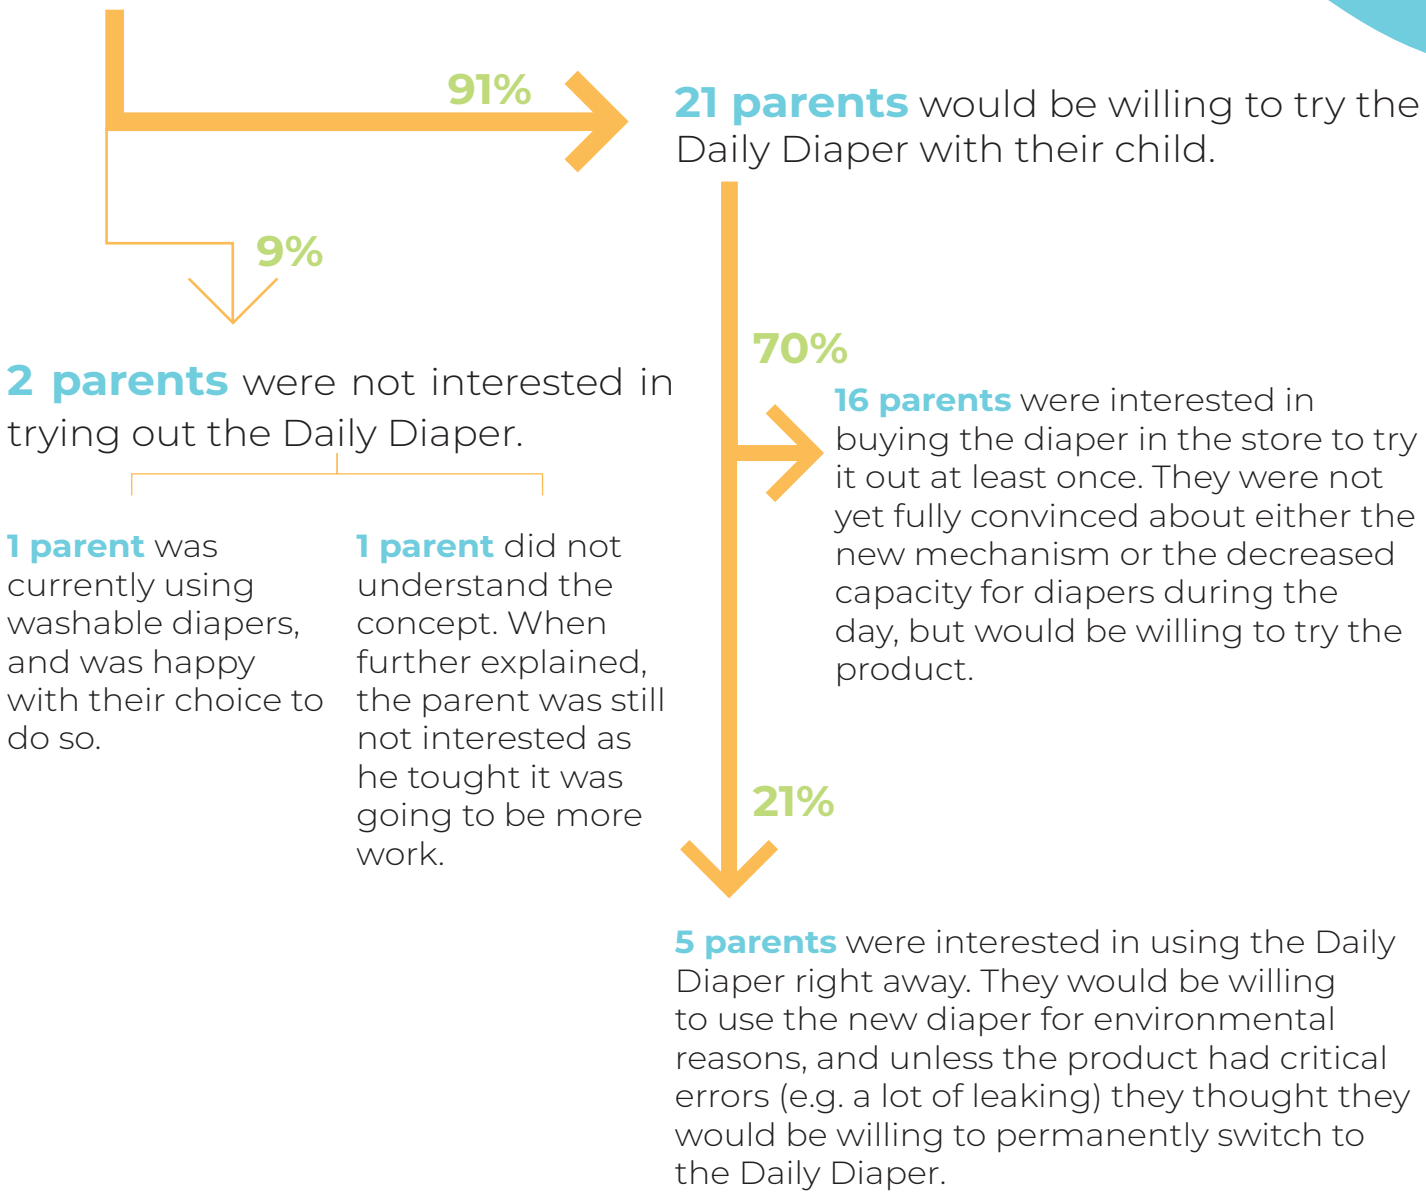 91%
21 parents would be willing to try the
Daily Diaper with their child.
9%
2 parents were not interested in
trying out the Daily Diaper.
1 parent was
currently using
washable diapers,
and was happy
with their choice to
do so.
1 parent did not
understand the
concept. When
further explained,
the parent was still
not interested as
he tought it was
going to be more
work.
70%
16 parents were interested in
buying the diaper in the store to try
it out at least once. They were not
yet fully convinced about either the
new mechanism or the decreased
capacity for diapers during the
day, but would be willing to try the
product.
21%
5 parents were interested in using the Daily
Diaper right away. They would be willing
to use the new diaper for environmental
reasons, and unless the product had critical
errors (e.g. a lot of leaking) they thought they
would be willing to permanently switch to
the Daily Diaper.